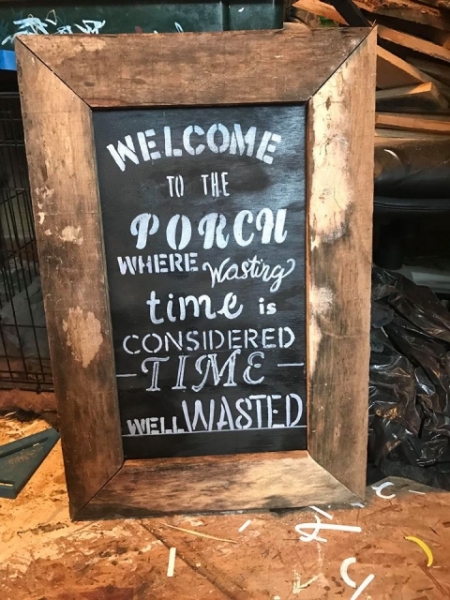 WELCOME
TO THE
PORCH
WHERE Wasting
time is
CONSIDERED
-TIME-
WELL WASTED